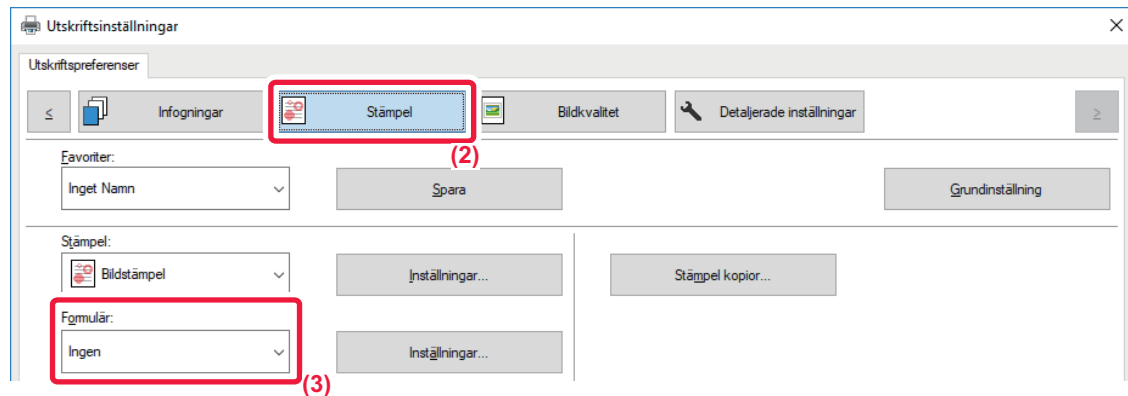 Utskriftsinställningar
Utskriftspreferenser
≤ Infogningar Stämpel Bildkvalitet Detaljerade inställningar ≥
(2)
Favoriter:
Inget Namn Spara Grundinställning
Stämpel:
Bildstämpel Inställningar... Stämpel kopior...
Formulär:
Ingen Inställningar...
(3)